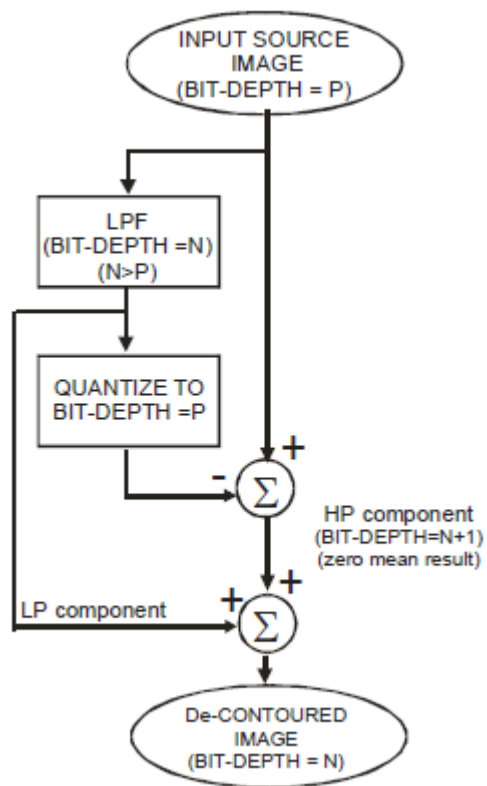 INPUT SOURCE
IMAGE
(BIT-DEPTH = P)
LPF
(BIT-DEPTH =N)
(N>P)
QUANTIZE TO
BIT-DEPTH =P
+
-
Σ
HP component
(BIT-DEPTH=N+1)
(zero mean result)
+
+
LP component
Σ
De-CONTOURED
IMAGE
(BIT-DEPTH = N)